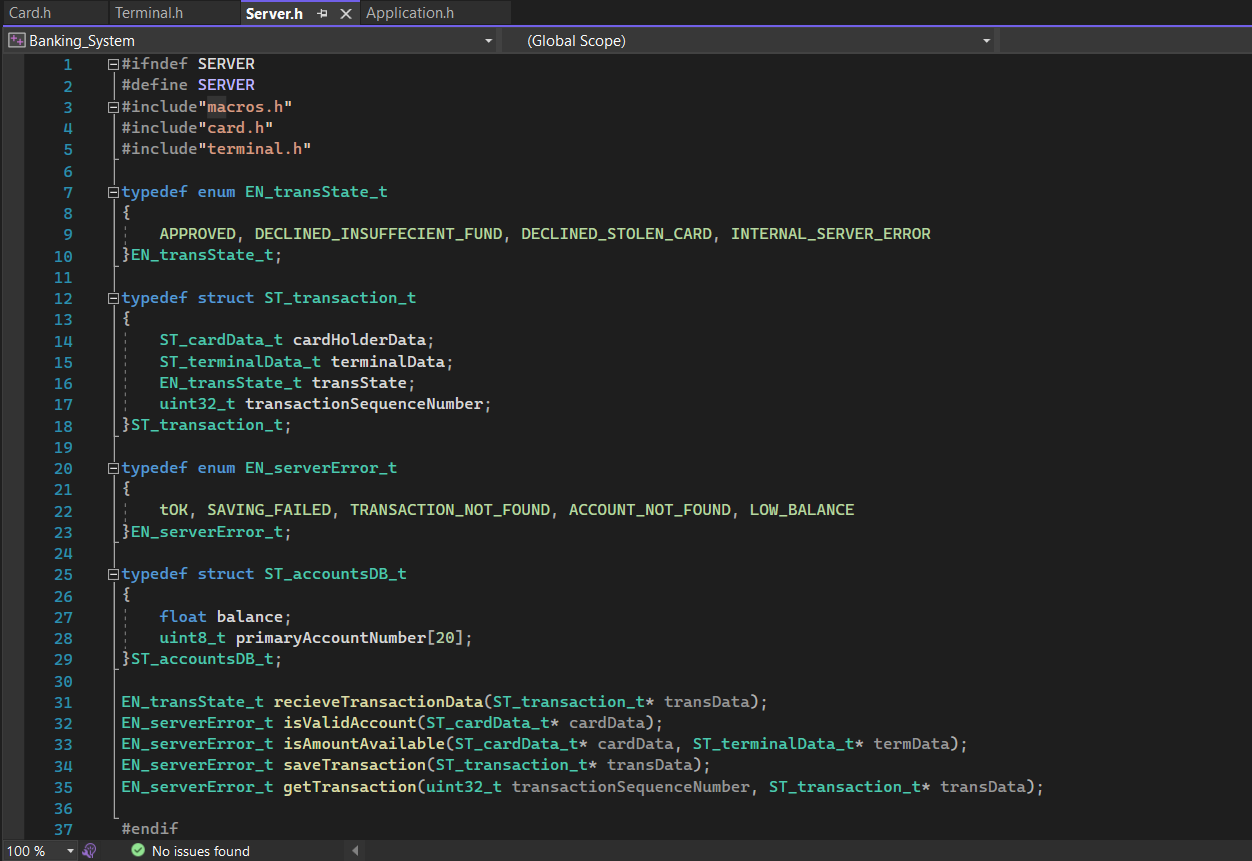 Card.h Terminal.h Server.h Application.h
Banking_System (Global Scope)
1 #ifndef SERVER
2 #define SERVER
3 #include"macros.h"
4 #include"card.h"
5 #include"terminal.h"
6
7 typedef enum EN_transState_t
8 {
9 APPROVED, DECLINED_INSUFFECIENT_FUND, DECLINED_STOLEN_CARD, INTERNAL_SERVER_ERROR
10 }EN_transState_t;
11
12 typedef struct ST_transaction_t
13 {
14 ST_cardData_t cardHolderData;
15 ST_terminalData_t terminalData;
16 EN_transState_t transState;
17 uint32_t transactionSequenceNumber;
18 }ST_transaction_t;
19
20 typedef enum EN_serverError_t
21 {
22 tOK, SAVING_FAILED, TRANSACTION_NOT_FOUND, ACCOUNT_NOT_FOUND, LOW_BALANCE
23 }EN_serverError_t;
24
25 typedef struct ST_accountsDB_t
26 {
27 float balance;
28 uint8_t primaryAccountNumber[20];
29 }ST_accountsDB_t;
30
31 EN_transState_t recieveTransactionData(ST_transaction_t* transData);
32 EN_serverError_t isValidAccount(ST_cardData_t* cardData);
33 EN_serverError_t isAmountAvailable(ST_cardData_t* cardData, ST_terminalData_t* termData);
34 EN_serverError_t saveTransaction(ST_transaction_t* transData);
35 EN_serverError_t getTransaction(uint32_t transactionSequenceNumber, ST_transaction_t* transData);
36
37 #endif
100 % No issues found